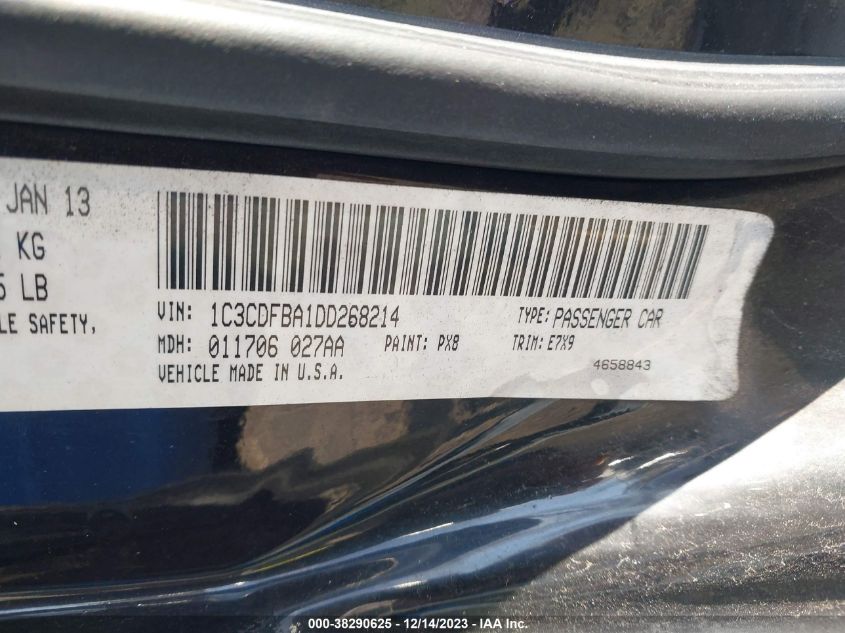 JAN 13
KG
LB
LE SAFETY,
VIN: 1C3CDFBA1DD268214 TYPE: PASSENGER CAR
MDH: 011706 027AA PAINT: PX8 TRIM: E7X9
VEHICLE MADE IN U.S.A. 4658843
000-38290625 - 12/14/2023 - IAA Inc.